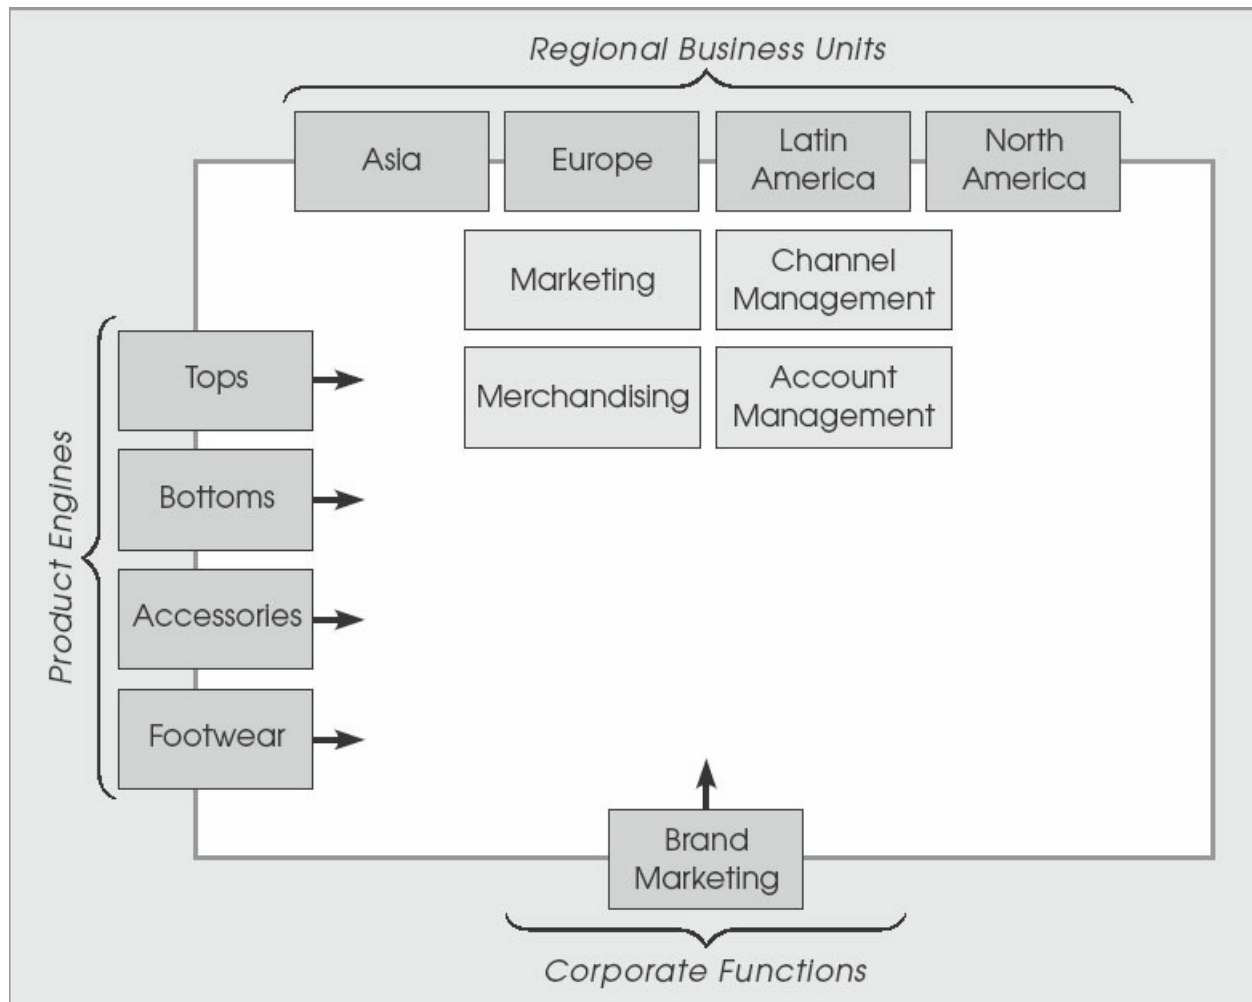 Regional Business Units
Asia
Europe
Latin
America
North
America
Marketing
Channel
Management
Merchandising
Account
Management
Product Engines
Tops
Bottoms
Accessories
Footwear
Brand
Marketing
Corporate Functions